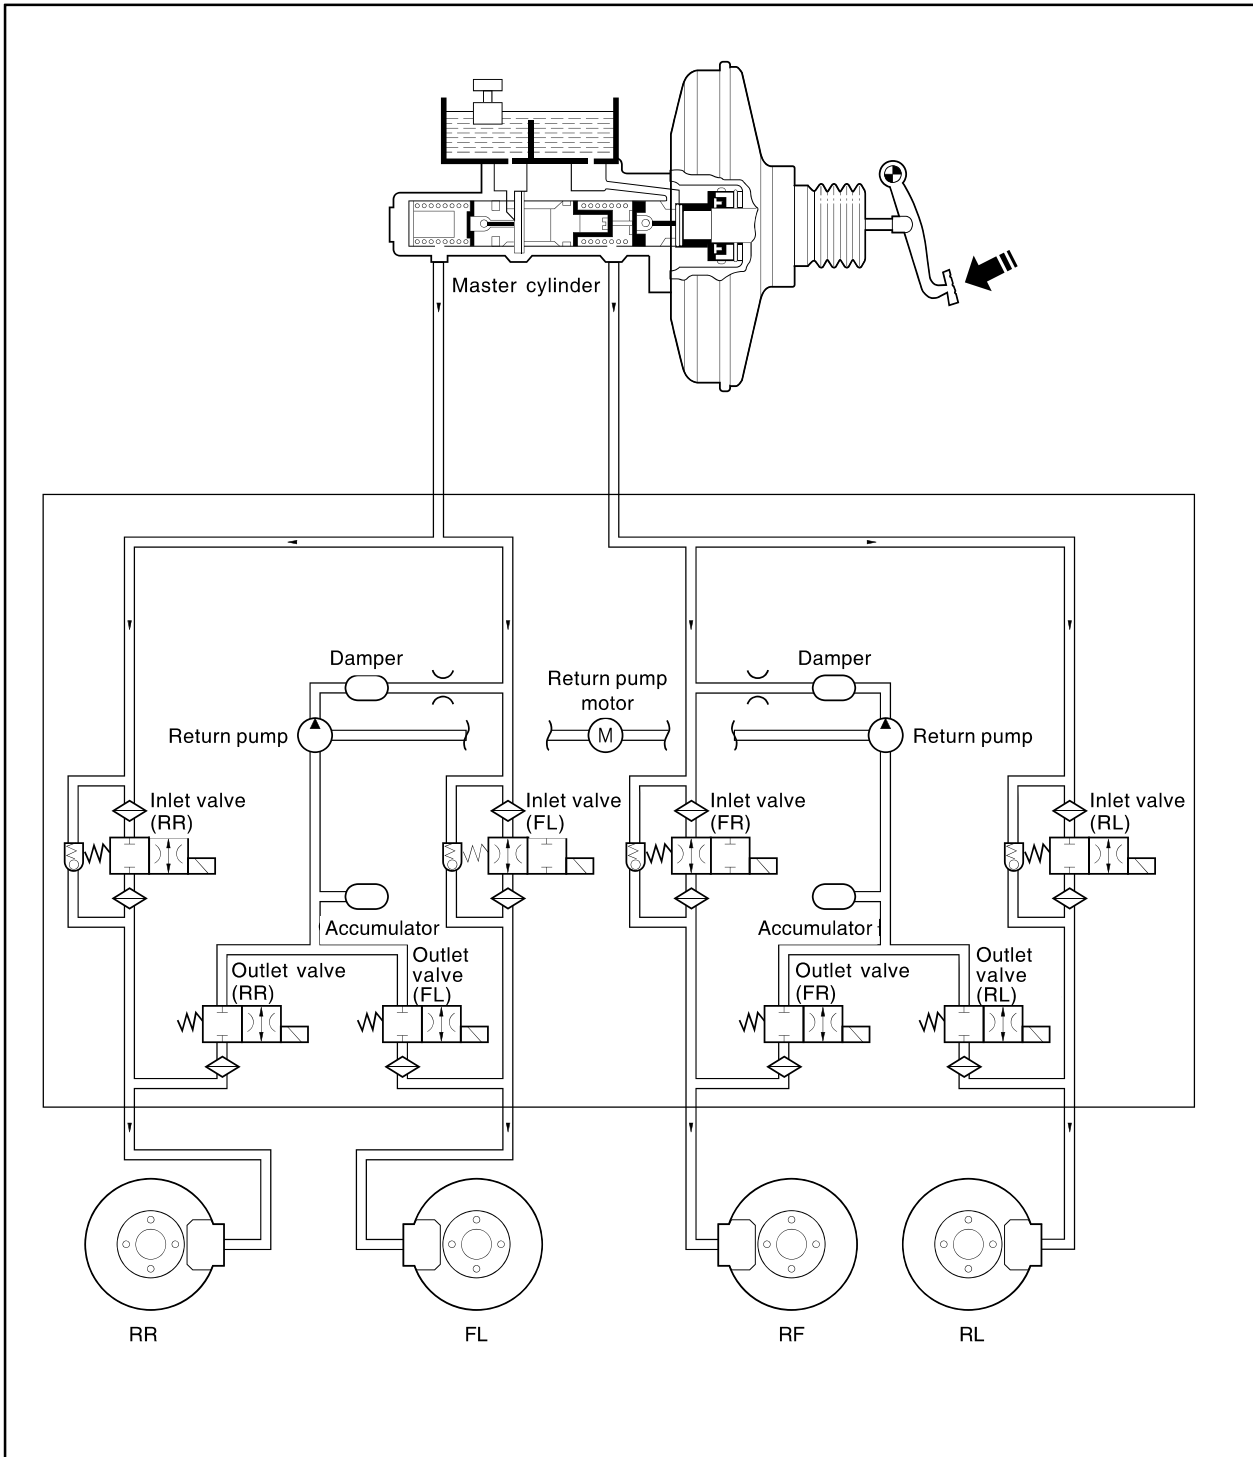 Master cylinder
Damper
Return pump
motor
Damper
Return pump
M
Return pump
Inlet valve
(RR)
Inlet valve
(FL)
Inlet valve
(FR)
Inlet valve
(RL)
Accumulator
Accumulator
Outlet valve
(RR)
Outlet
valve
(FL)
Outlet valve
(FR)
Outlet
valve
(RL)
RR
FL
RF
RL